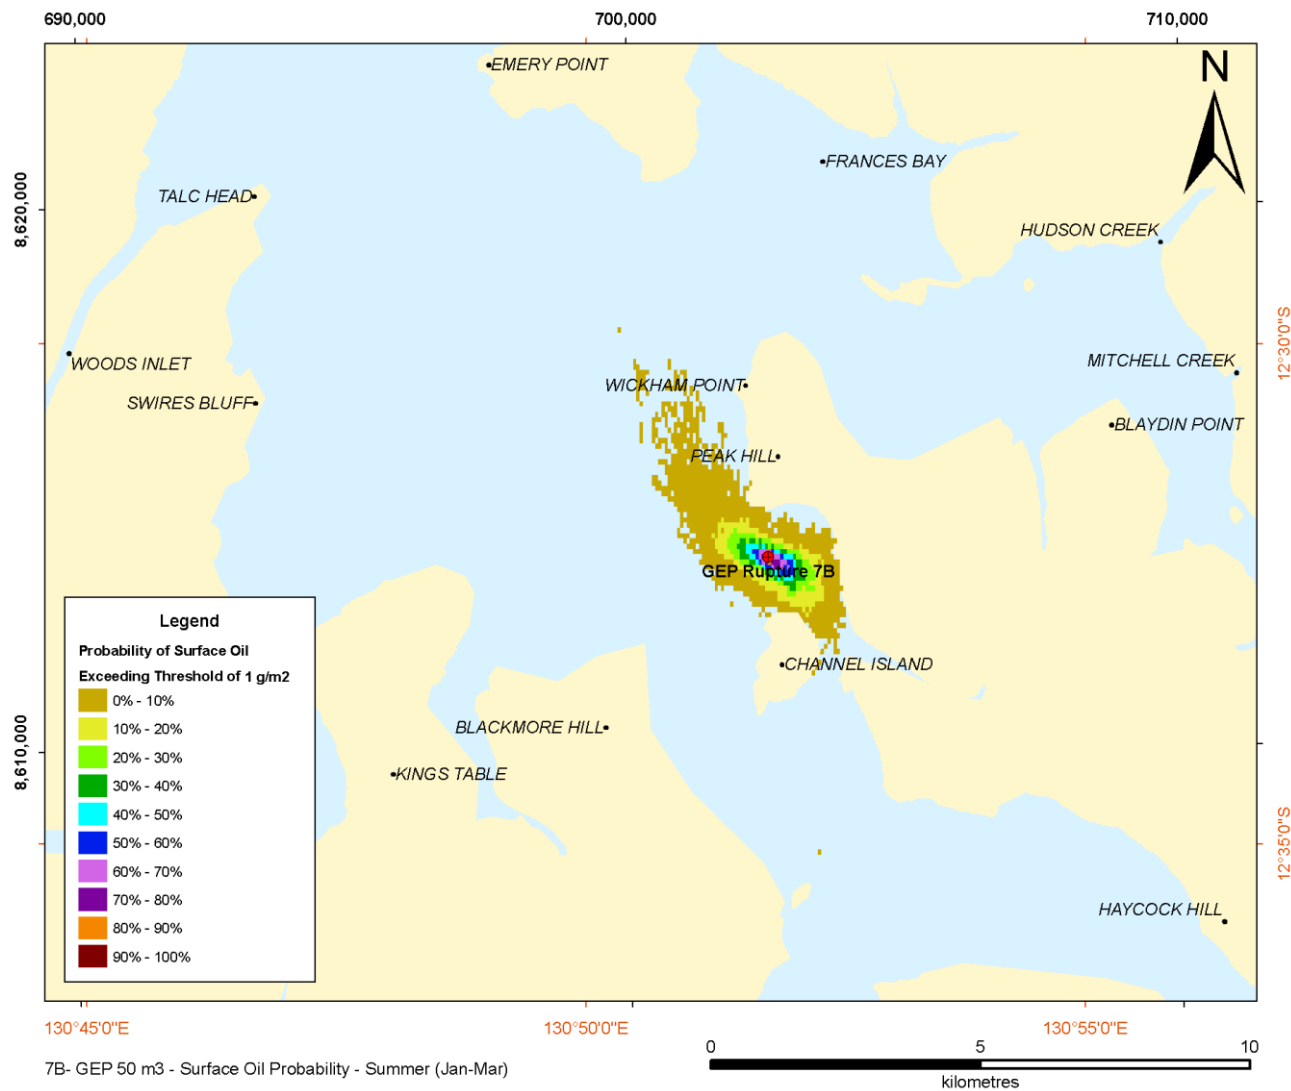 690,000
700,000
710,000
EMERY POINT
N
FRANCES BAY
TALC HEAD
8,620,000
HUDSON CREEK
12°30'0"S
WOODS INLET
MITCHELL CREEK
WICKHAM POINT
SWIRES BLUFF
BLAYDIN POINT
PEAK HILL
GEP Rupture 7B
Legend
Probability of Surface Oil
Exceeding Threshold of 1 g/m2
0% - 10%
10% - 20%
20% - 30%
30% - 40%
40% - 50%
50% - 60%
60% - 70%
70% - 80%
80% - 90%
90% - 100%
CHANNEL ISLAND
BLACKMORE HILL
8,610,000
KINGS TABLE
12°35'0"S
HAYCOCK HILL
130°45'0"E
130°50'0"E
130°55'0"E
0
5
10
kilometres
7B- GEP 50 m3 - Surface Oil Probability - Summer (Jan-Mar)